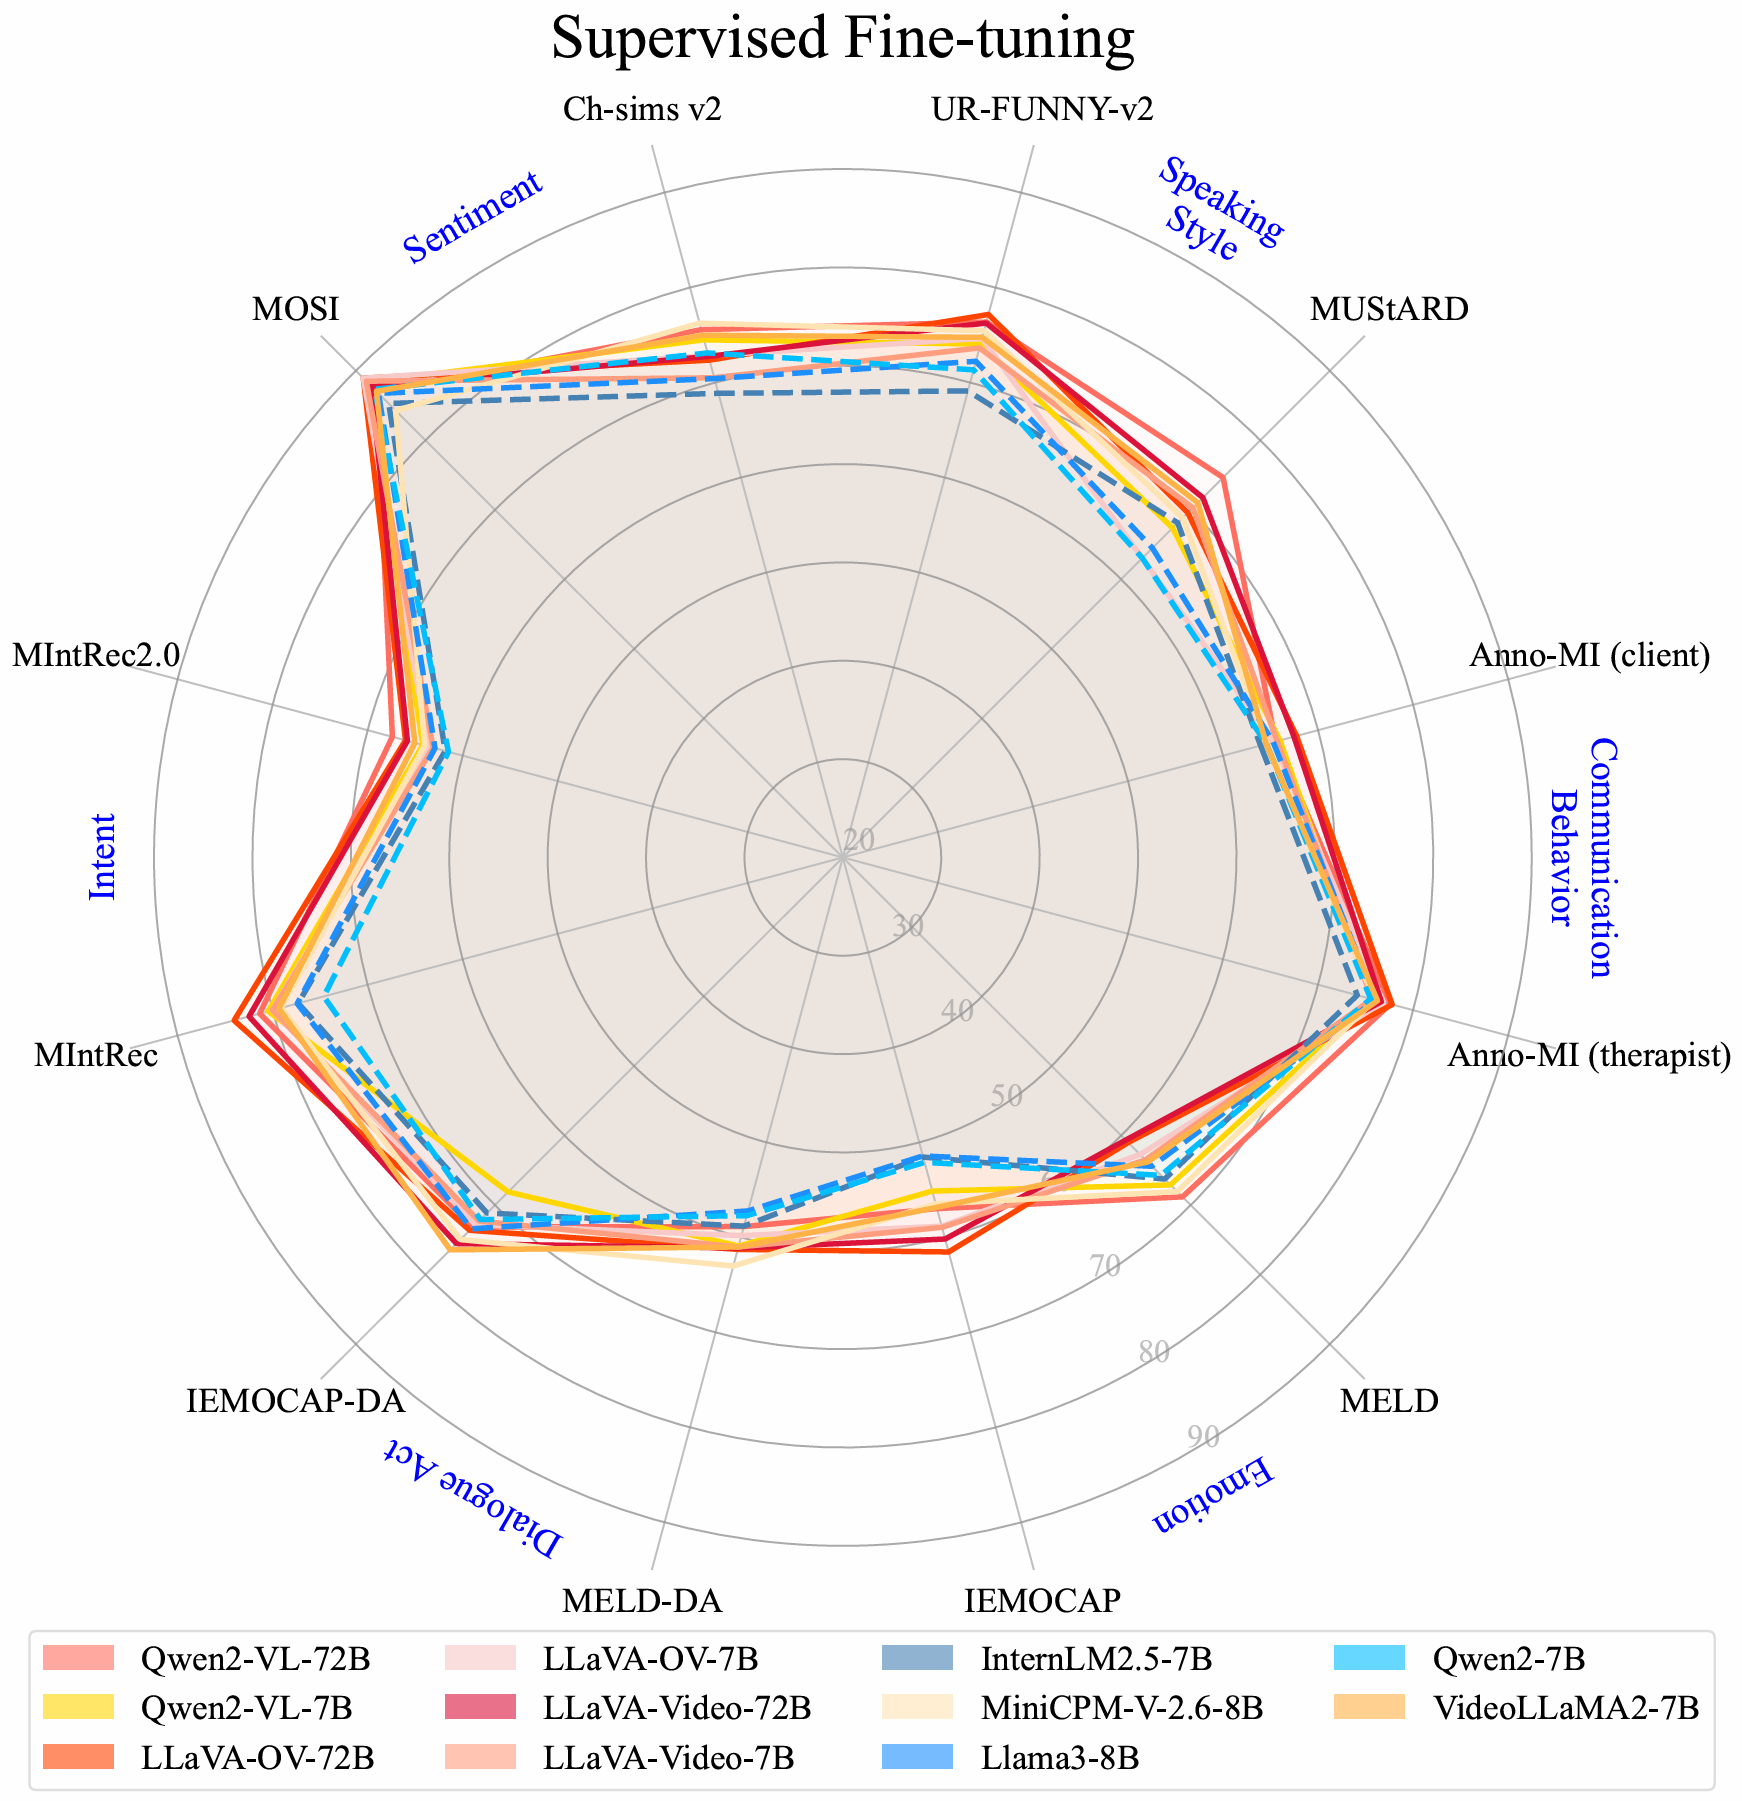 Supervised Fine-tuning
Ch-sims v2
UR-FUNNY-v2
Sentiment
Speaking
Style
MOSI
MUStARD
MIntRec2.0
Anno-MI (client)
Intent
Communication
Behavior
20
30
40
50
70
80
90
MIntRec
Anno-MI (therapist)
IEMOCAP-DA
MELD
Dialogue Act
Emotion
MELD-DA
IEMOCAP
Qwen2-VL-72B
Qwen2-VL-7B
LLaVA-OV-72B
LLaVA-OV-7B
LLaVA-Video-72B
LLaVA-Video-7B
InternLM2.5-7B
MiniCPM-V-2.6-8B
Llama3-8B
Qwen2-7B
VideoLLaMA2-7B